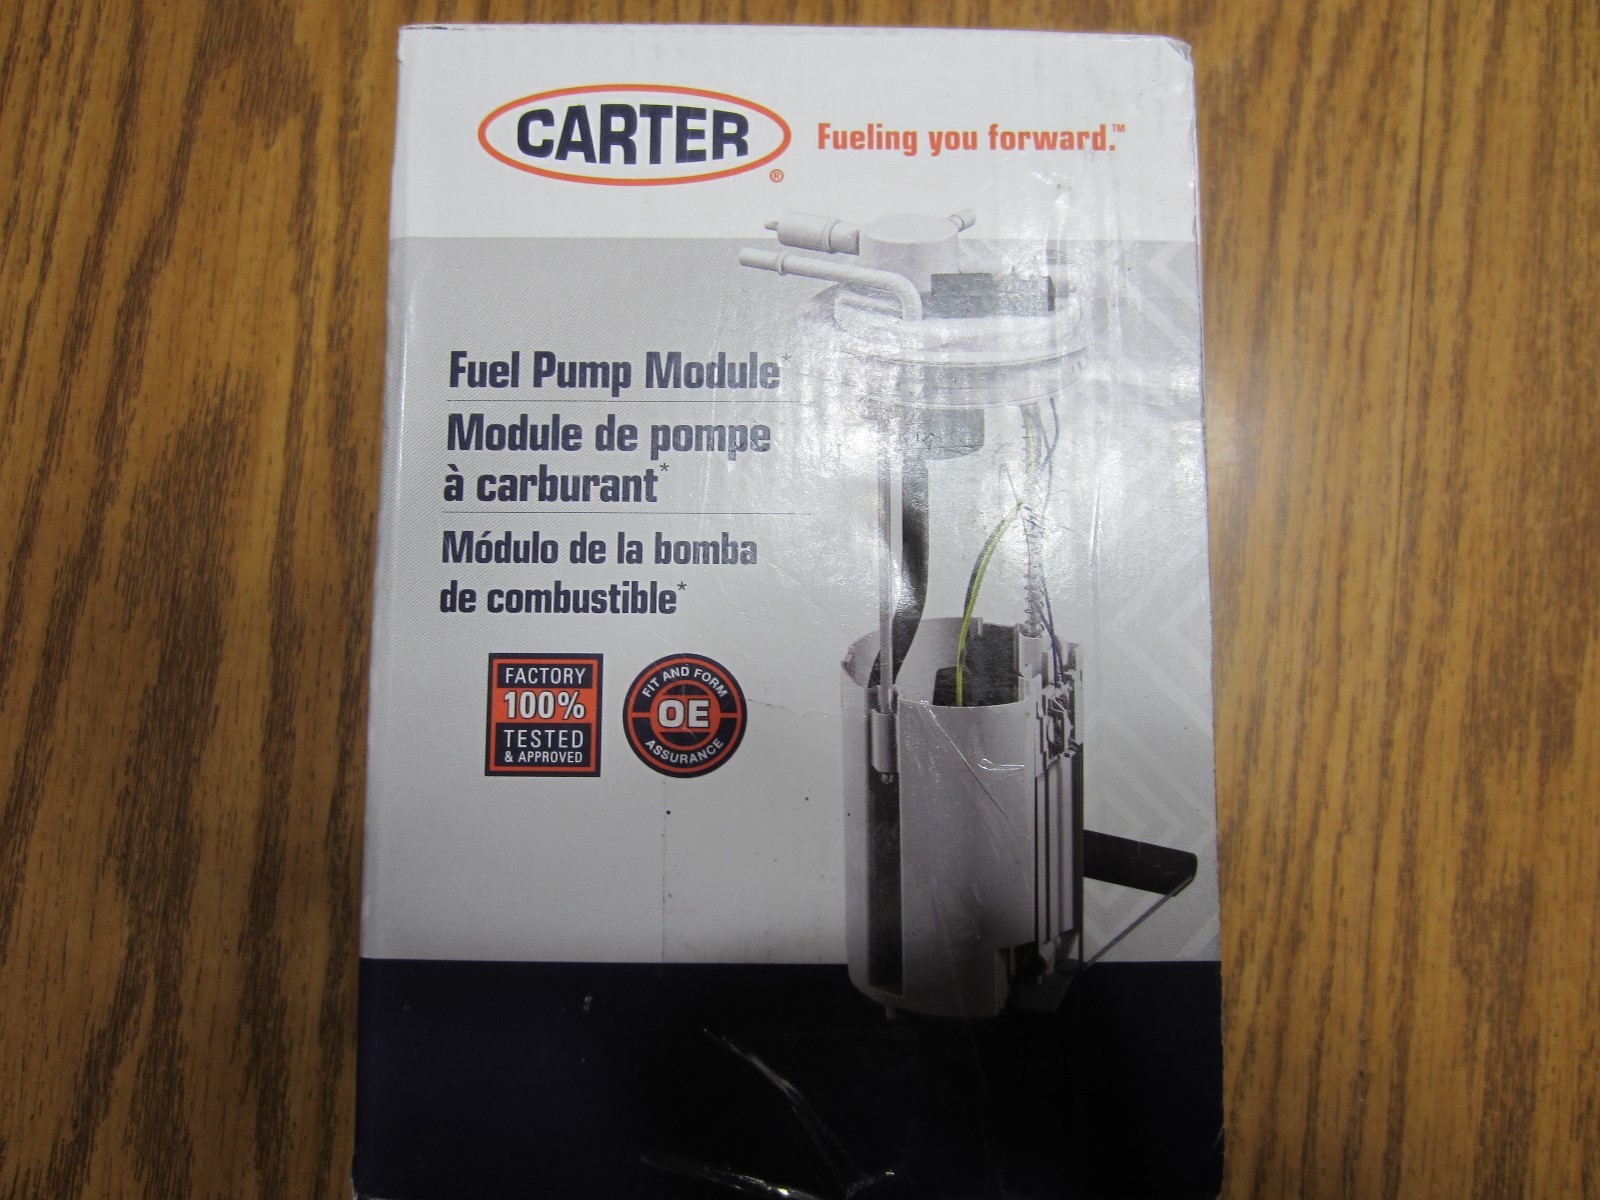 CARTER®
Fueling you forward.™
Fuel Pump Module*
Module de pompe
à carburant*
Módulo de la bomba
de combustible*
FACTORY
100%
TESTED
& APPROVED
FIT AND FORM
OE
ASSURANCE